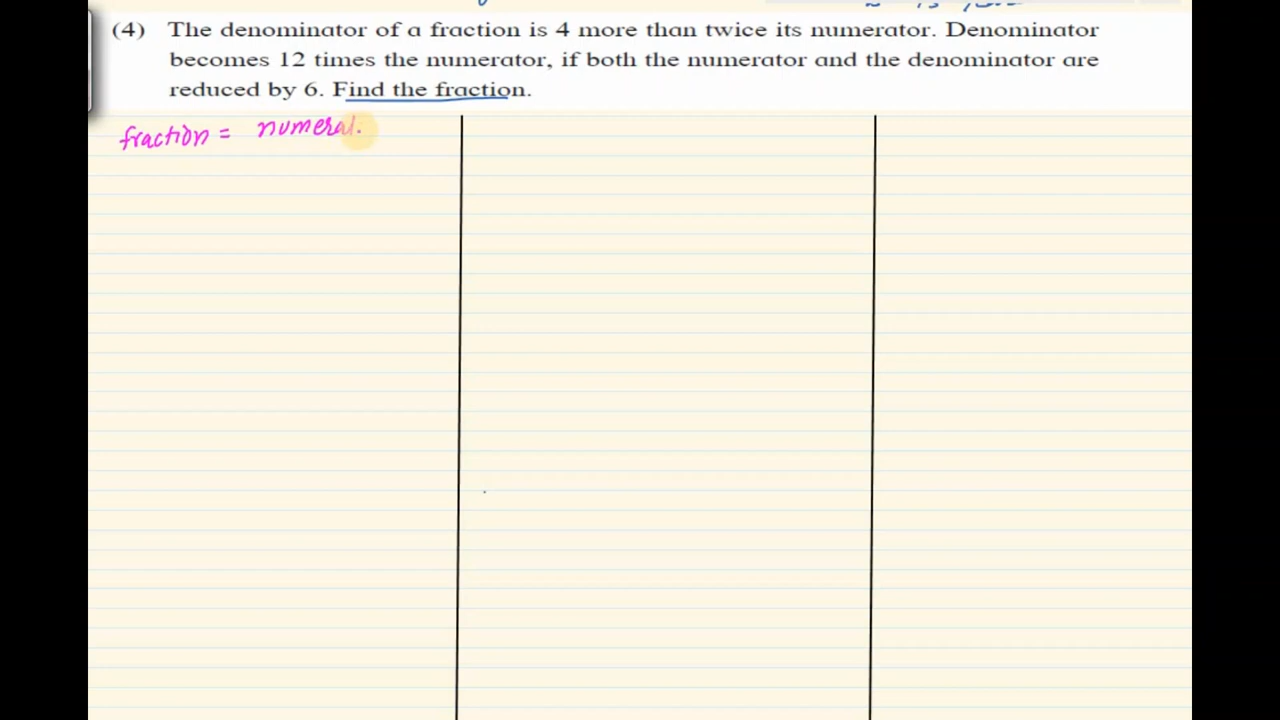 (4) The denominator of a fraction is 4 more than twice its numerator. Denominator
becomes 12 times the numerator, if both the numerator and the denominator are
reduced by 6. Find the fraction.
fraction = numeral.